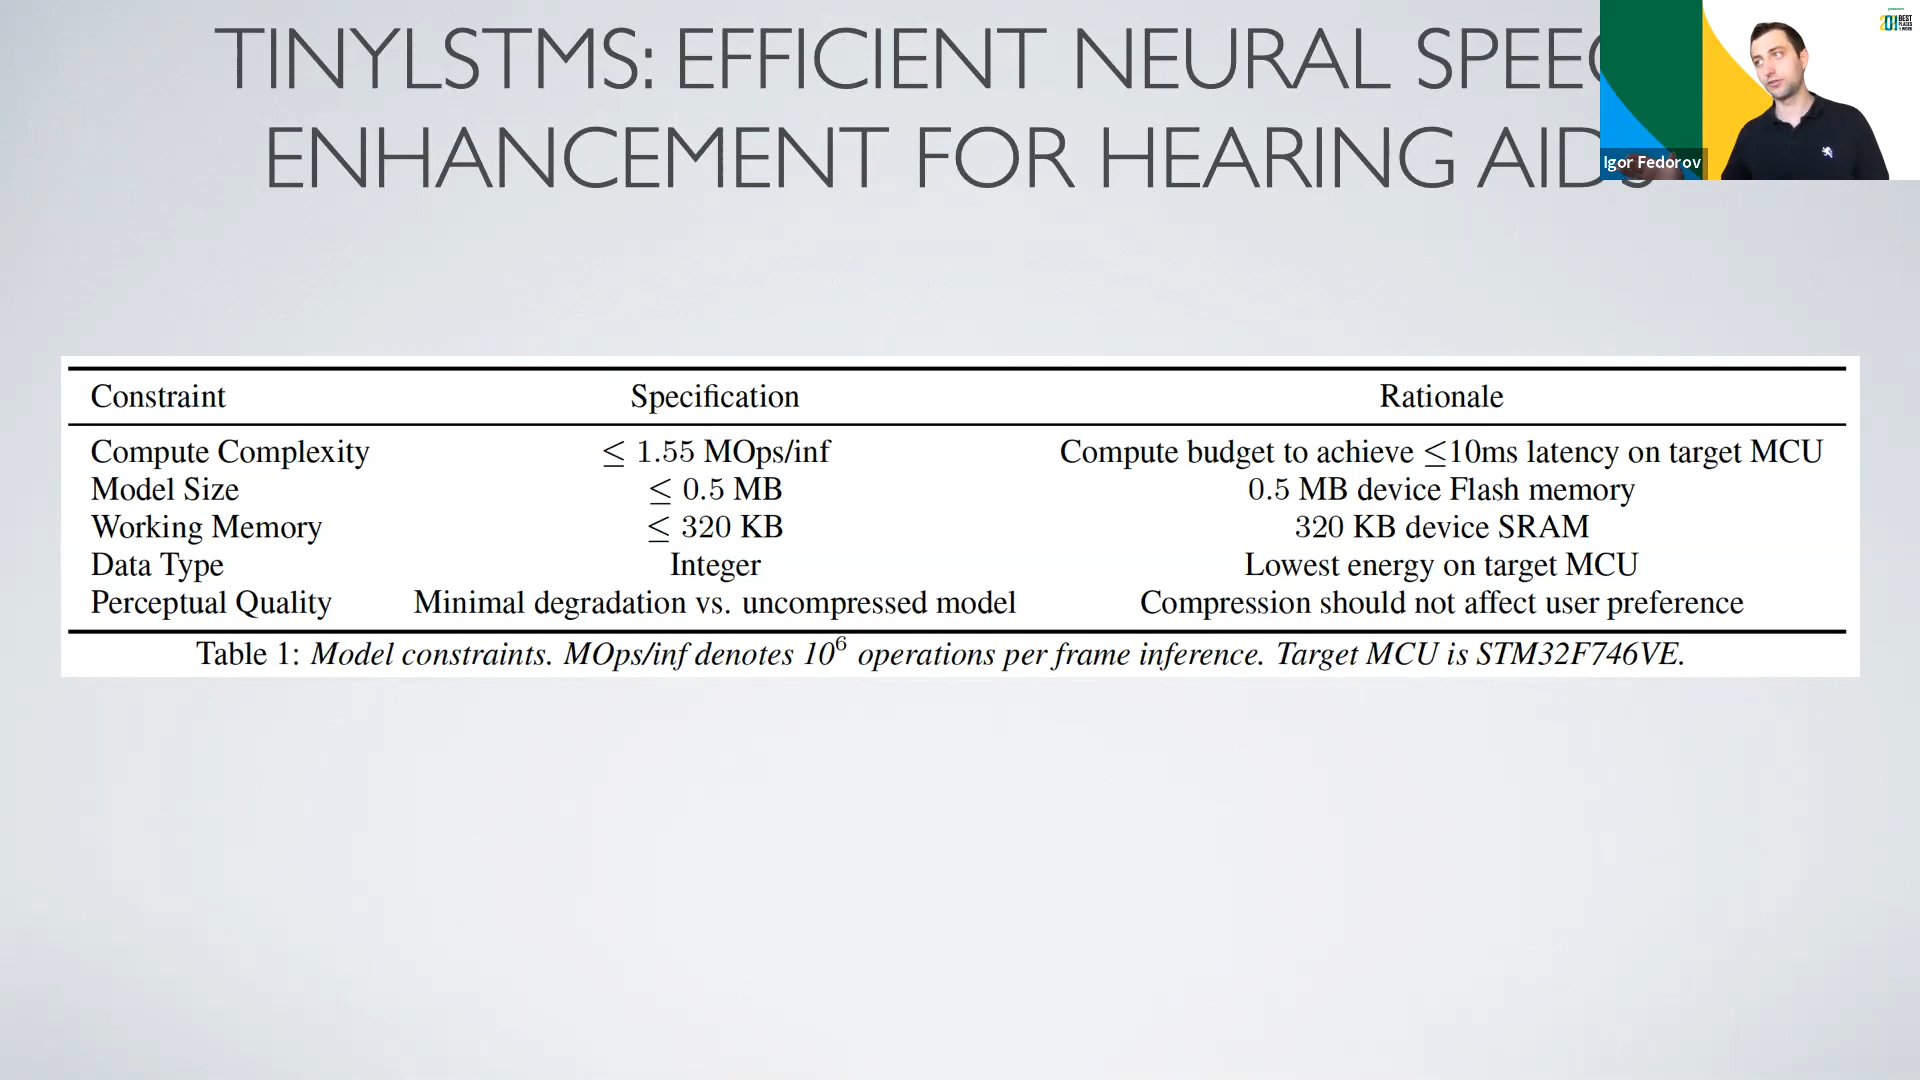 TINYLSTMS: EFFICIENT NEURAL SPEEC
ENHANCEMENT FOR HEARING AIDS
Igor Fedorov
Constraint Specification Rationale
Compute Complexity ≤ 1.55 MOps/inf Compute budget to achieve ≤10ms latency on target MCU
Model Size ≤ 0.5 MB 0.5 MB device Flash memory
Working Memory ≤ 320 KB 320 KB device SRAM
Data Type Integer Lowest energy on target MCU
Perceptual Quality Minimal degradation vs. uncompressed model Compression should not affect user preference
Table 1: Model constraints. MOps/inf denotes 10⁶ operations per frame inference. Target MCU is STM32F746VE.